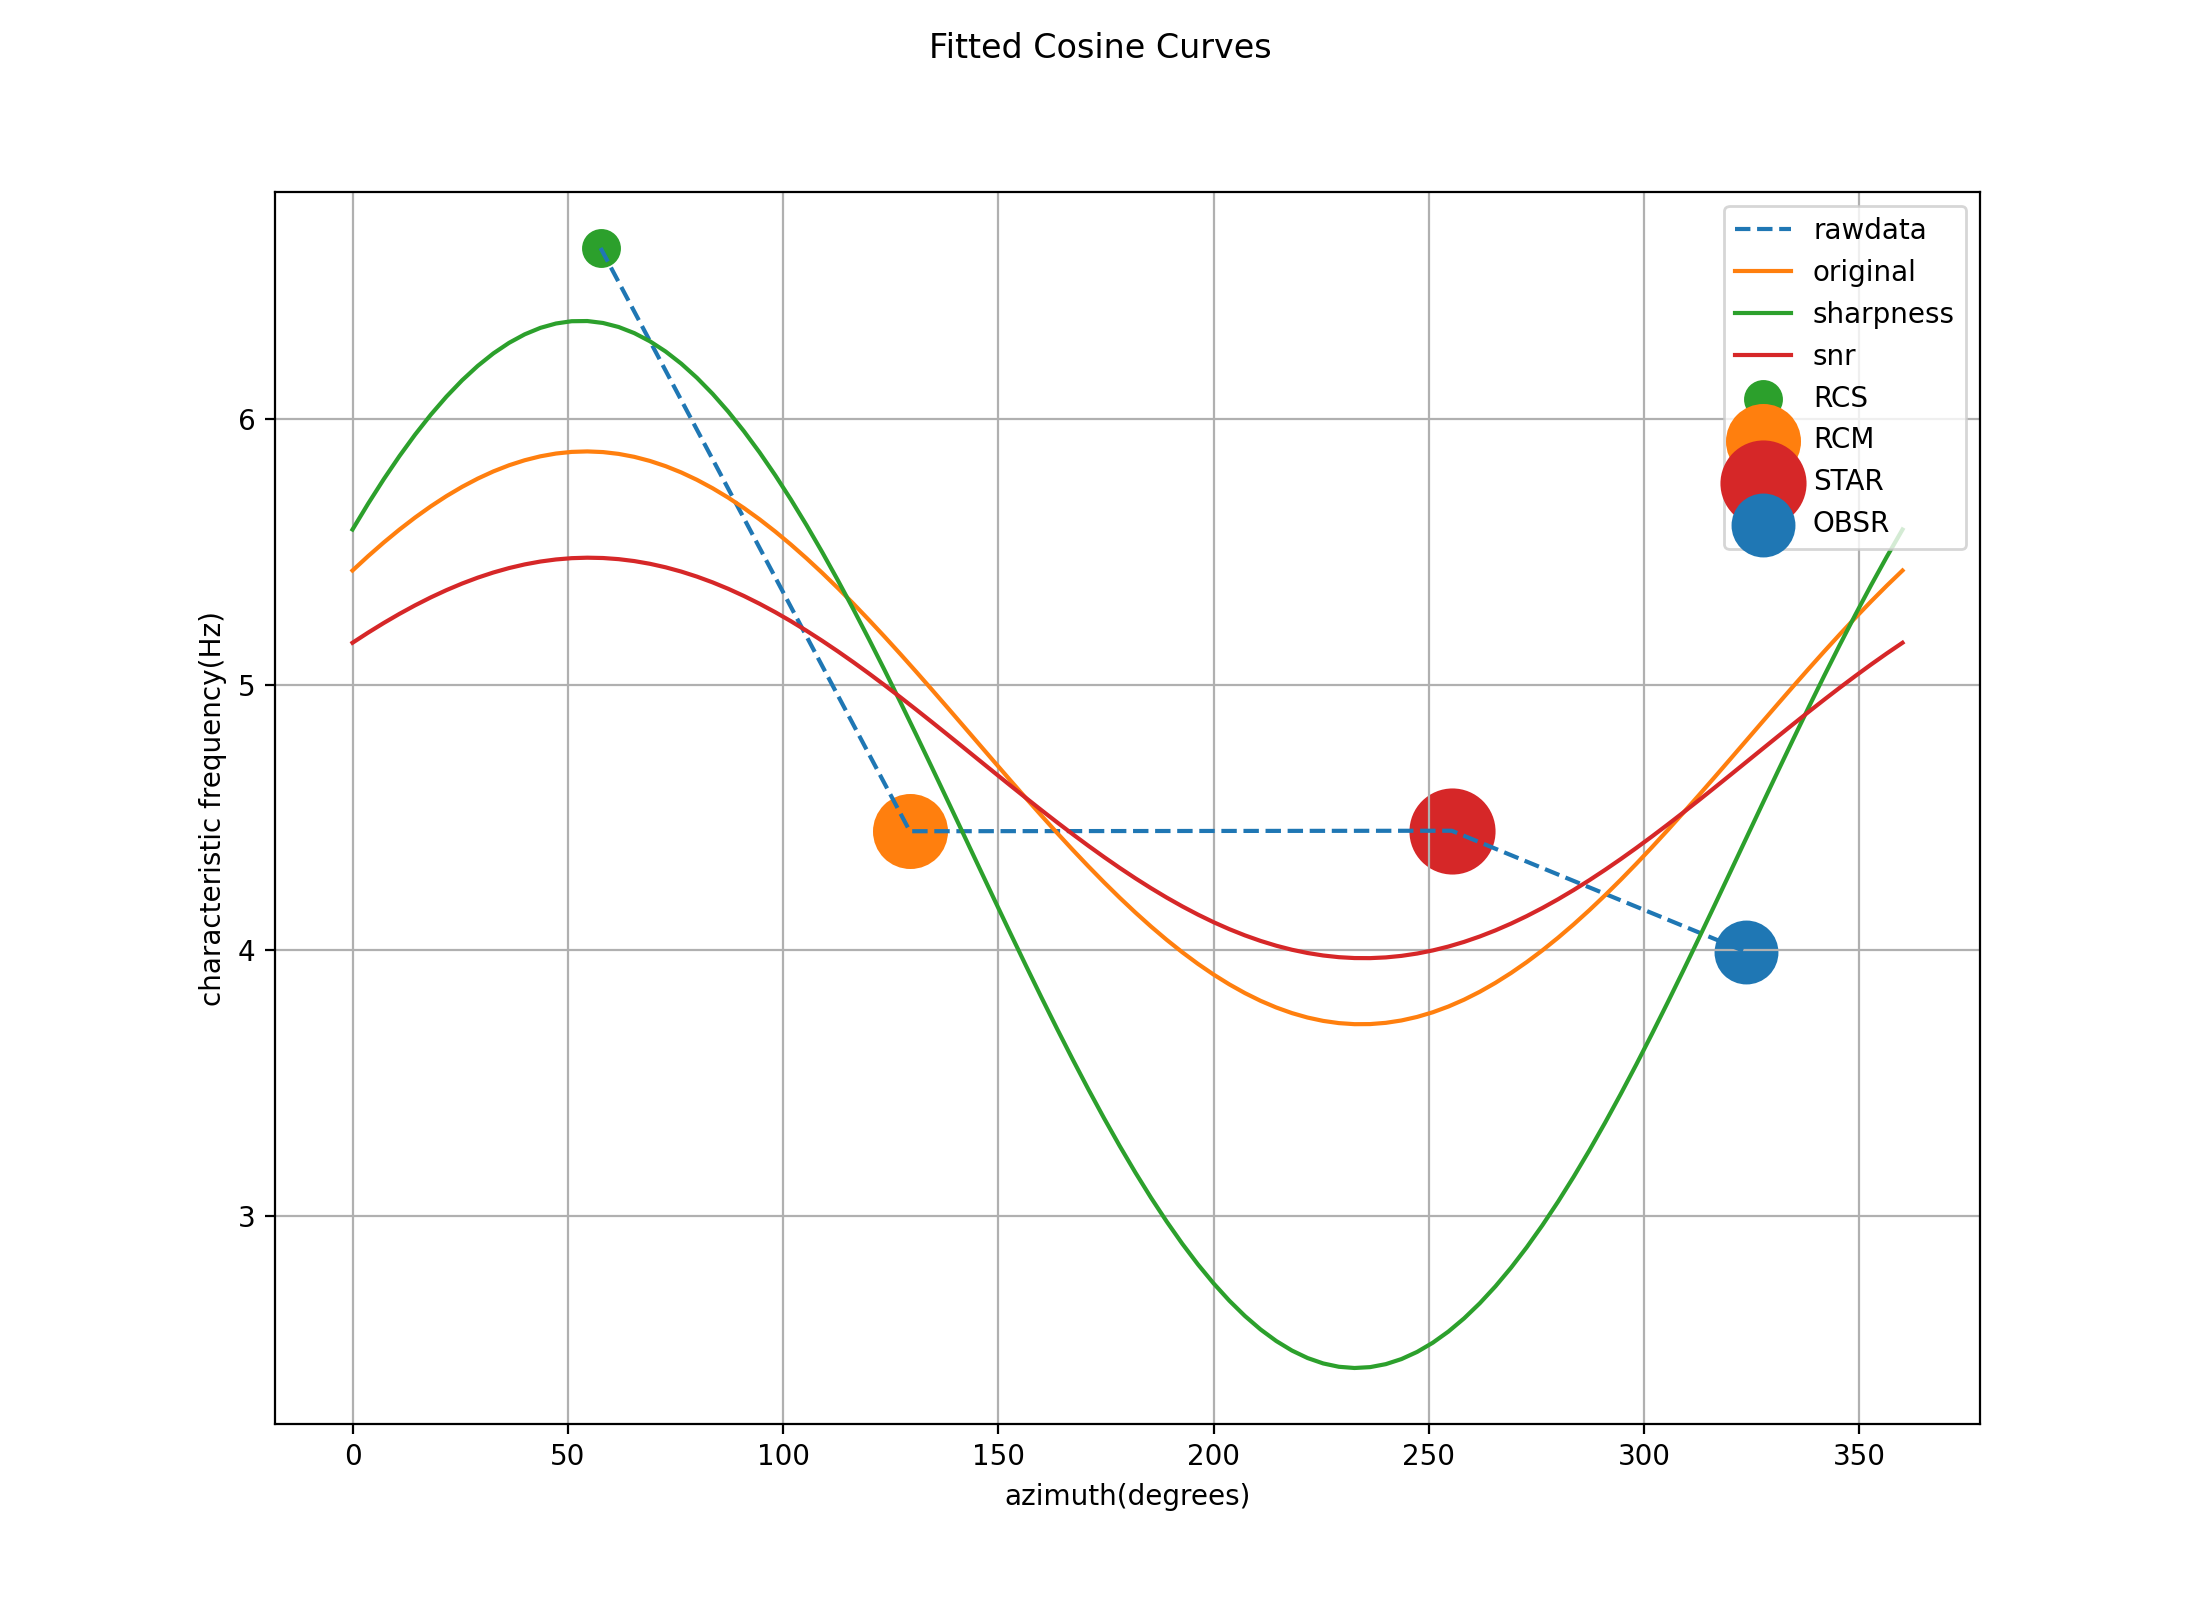 Fitted Cosine Curves
rawdata
original
sharpness
snr
RCS
RCM
STAR
OBSR
characteristic frequency(Hz)
6
5
4
3
0 50 100 150 200 250 300 350
azimuth(degrees)